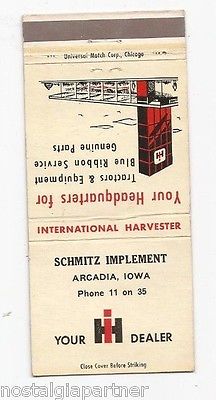 Universal Match Corp., Chicago
IH
Your Headquarters for
Tractors & Equipment
Blue Ribbon Service
Genuine Parts
INTERNATIONAL HARVESTER
SCHMITZ IMPLEMENT
ARCADIA, IOWA
Phone 11 on 35
YOUR IH DEALER
Close Cover Before Striking
© nostalgiapartner